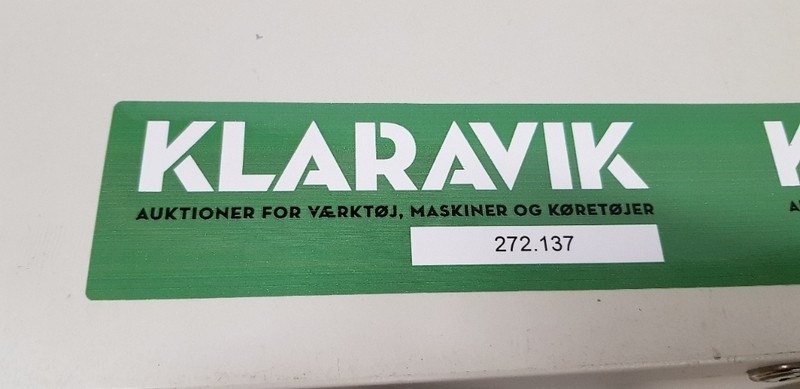 KLARAVIK
AUKTIONER FOR VÆRKTØJ, MASKINER OG KØRETØJER
272.137